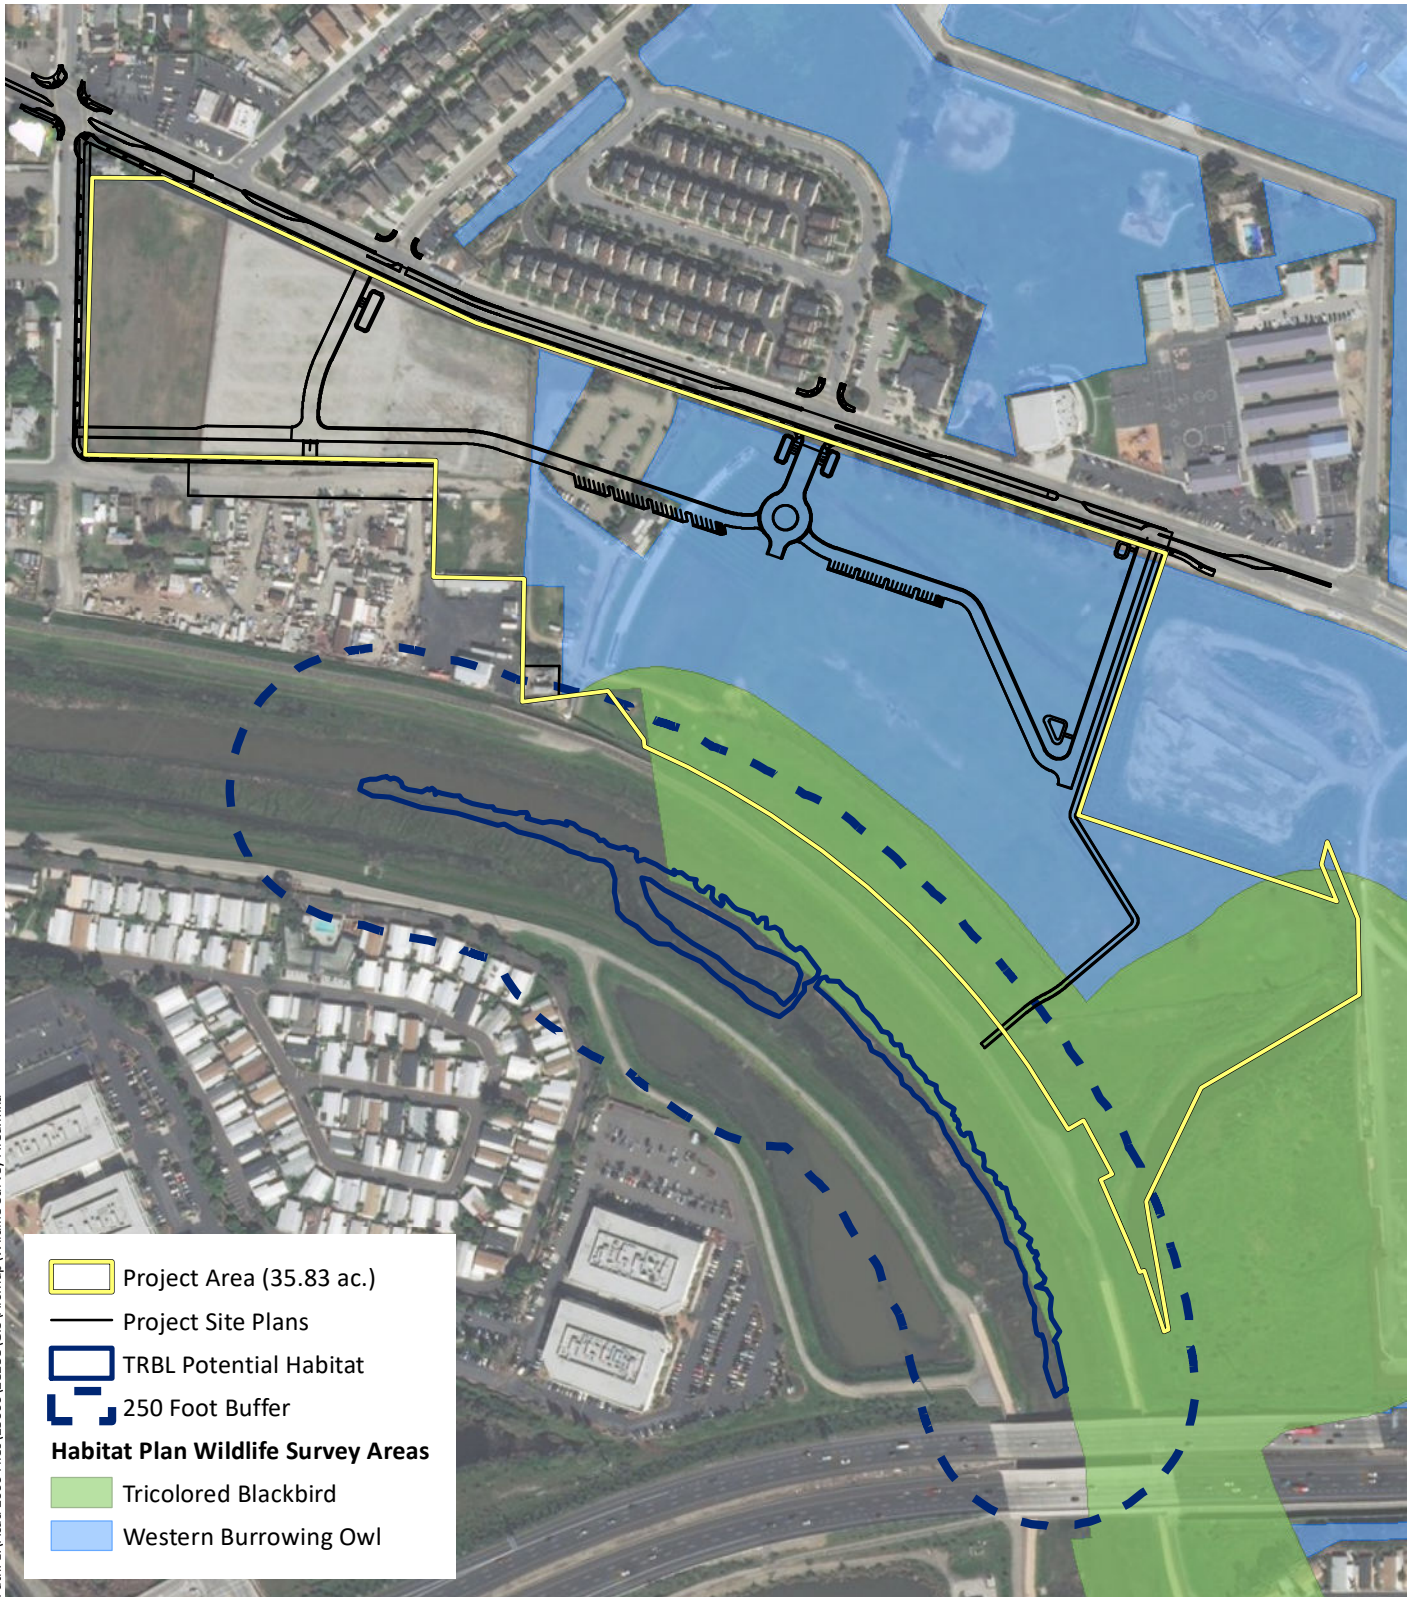 Project Area (35.83 ac.)
Project Site Plans
TRBL Potential Habitat
250 Foot Buffer
Habitat Plan Wildlife Survey Areas
Tricolored Blackbird
Western Burrowing Owl